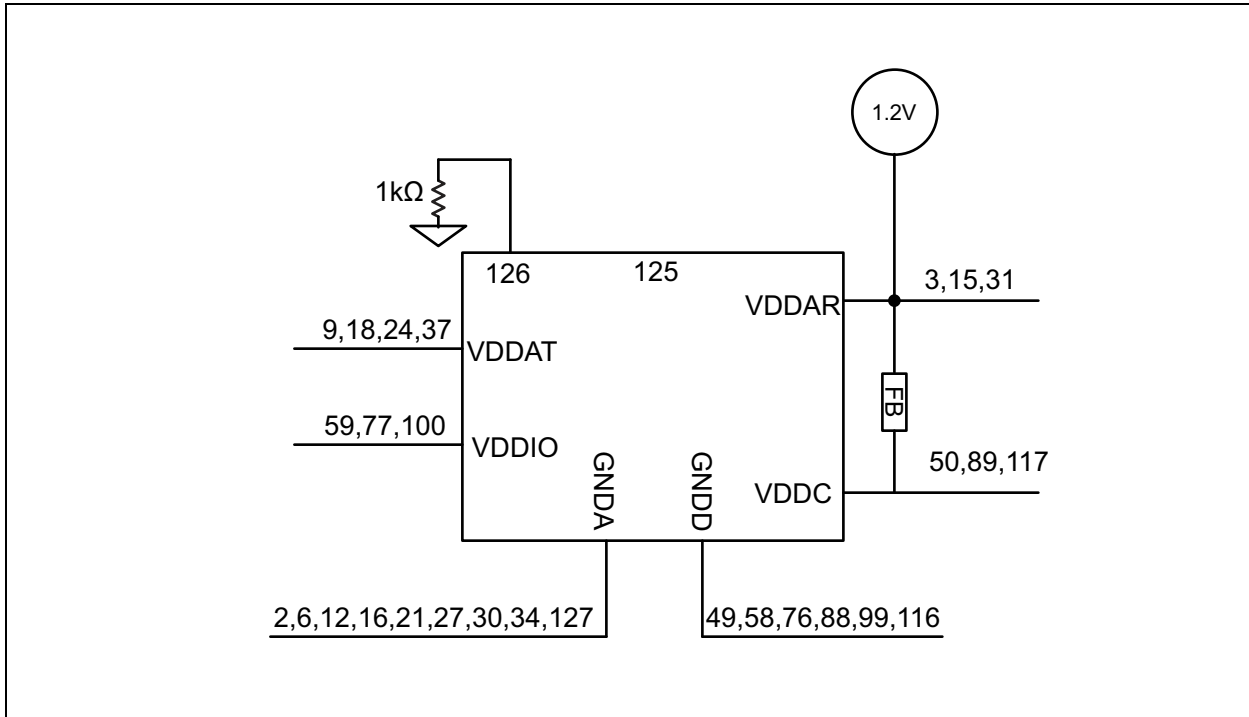 1.2V
1kΩ
126
125
3,15,31
VDDAR
9,18,24,37
VDDAT
FB
59,77,100
VDDIO
GNDA
GNDD
50,89,117
VDDC
2,6,12,16,21,27,30,34,127
49,58,76,88,99,116